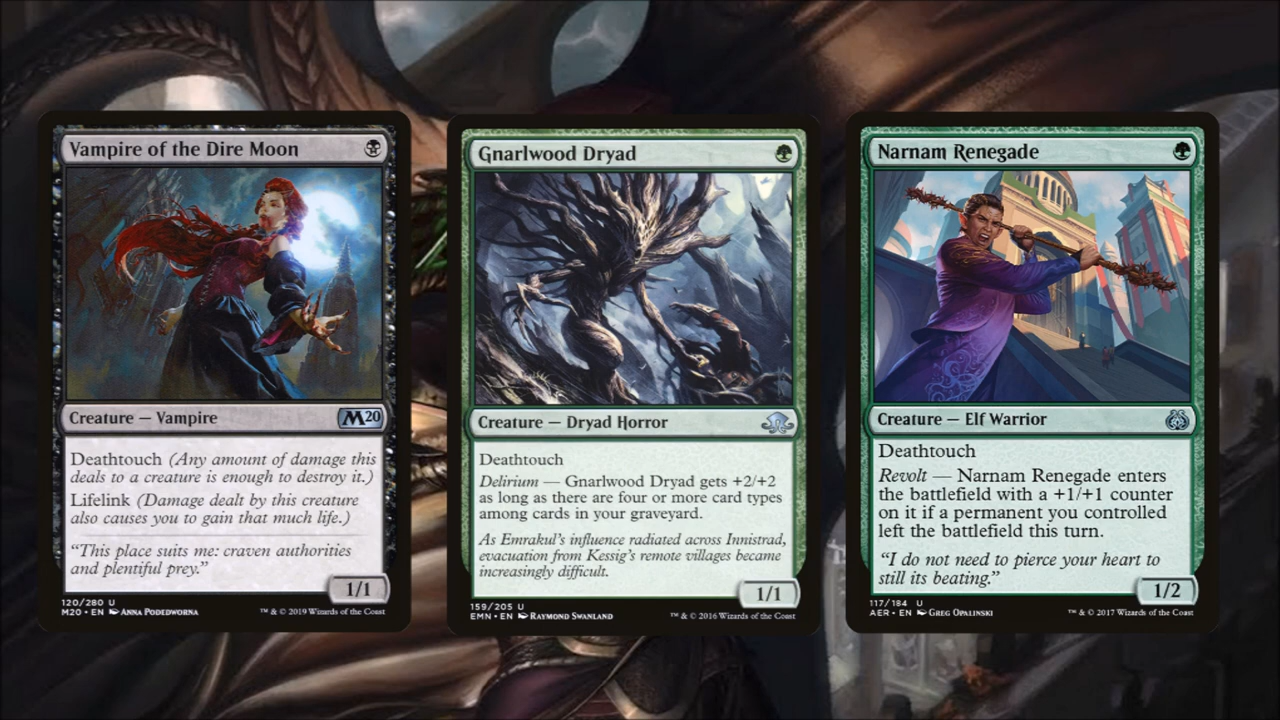 Vampire of the Dire Moon
Creature — Vampire
M20
Deathtouch (Any amount of damage this
deals to a creature is enough to destroy it.)
Lifelink (Damage dealt by this creature
also causes you to gain that much life.)
“This place suits me: craven authorities
and plentiful prey.”
1/1
120/280 U
M20 • EN Anna Podedworna
™ & © 2019 Wizards of the Coast
Gnarlwood Dryad
Creature — Dryad Horror
Deathtouch
Delirium — Gnarlwood Dryad gets +2/+2
as long as there are four or more card types
among cards in your graveyard.
As Emrakul’s influence radiated across Innistrad,
evacuation from Kessig’s remote villages became
increasingly difficult.
1/1
159/205 U
EMN • EN Raymond Swanland
™ & © 2016 Wizards of the Coast
Narnam Renegade
Creature — Elf Warrior
Deathtouch
Revolt — Narnam Renegade enters
the battlefield with a +1/+1 counter
on it if a permanent you controlled
left the battlefield this turn.
“I do not need to pierce your heart to
still its beating.”
1/2
117/184 U
AER • EN Greg Opalinski
™ & © 2017 Wizards of the Coast